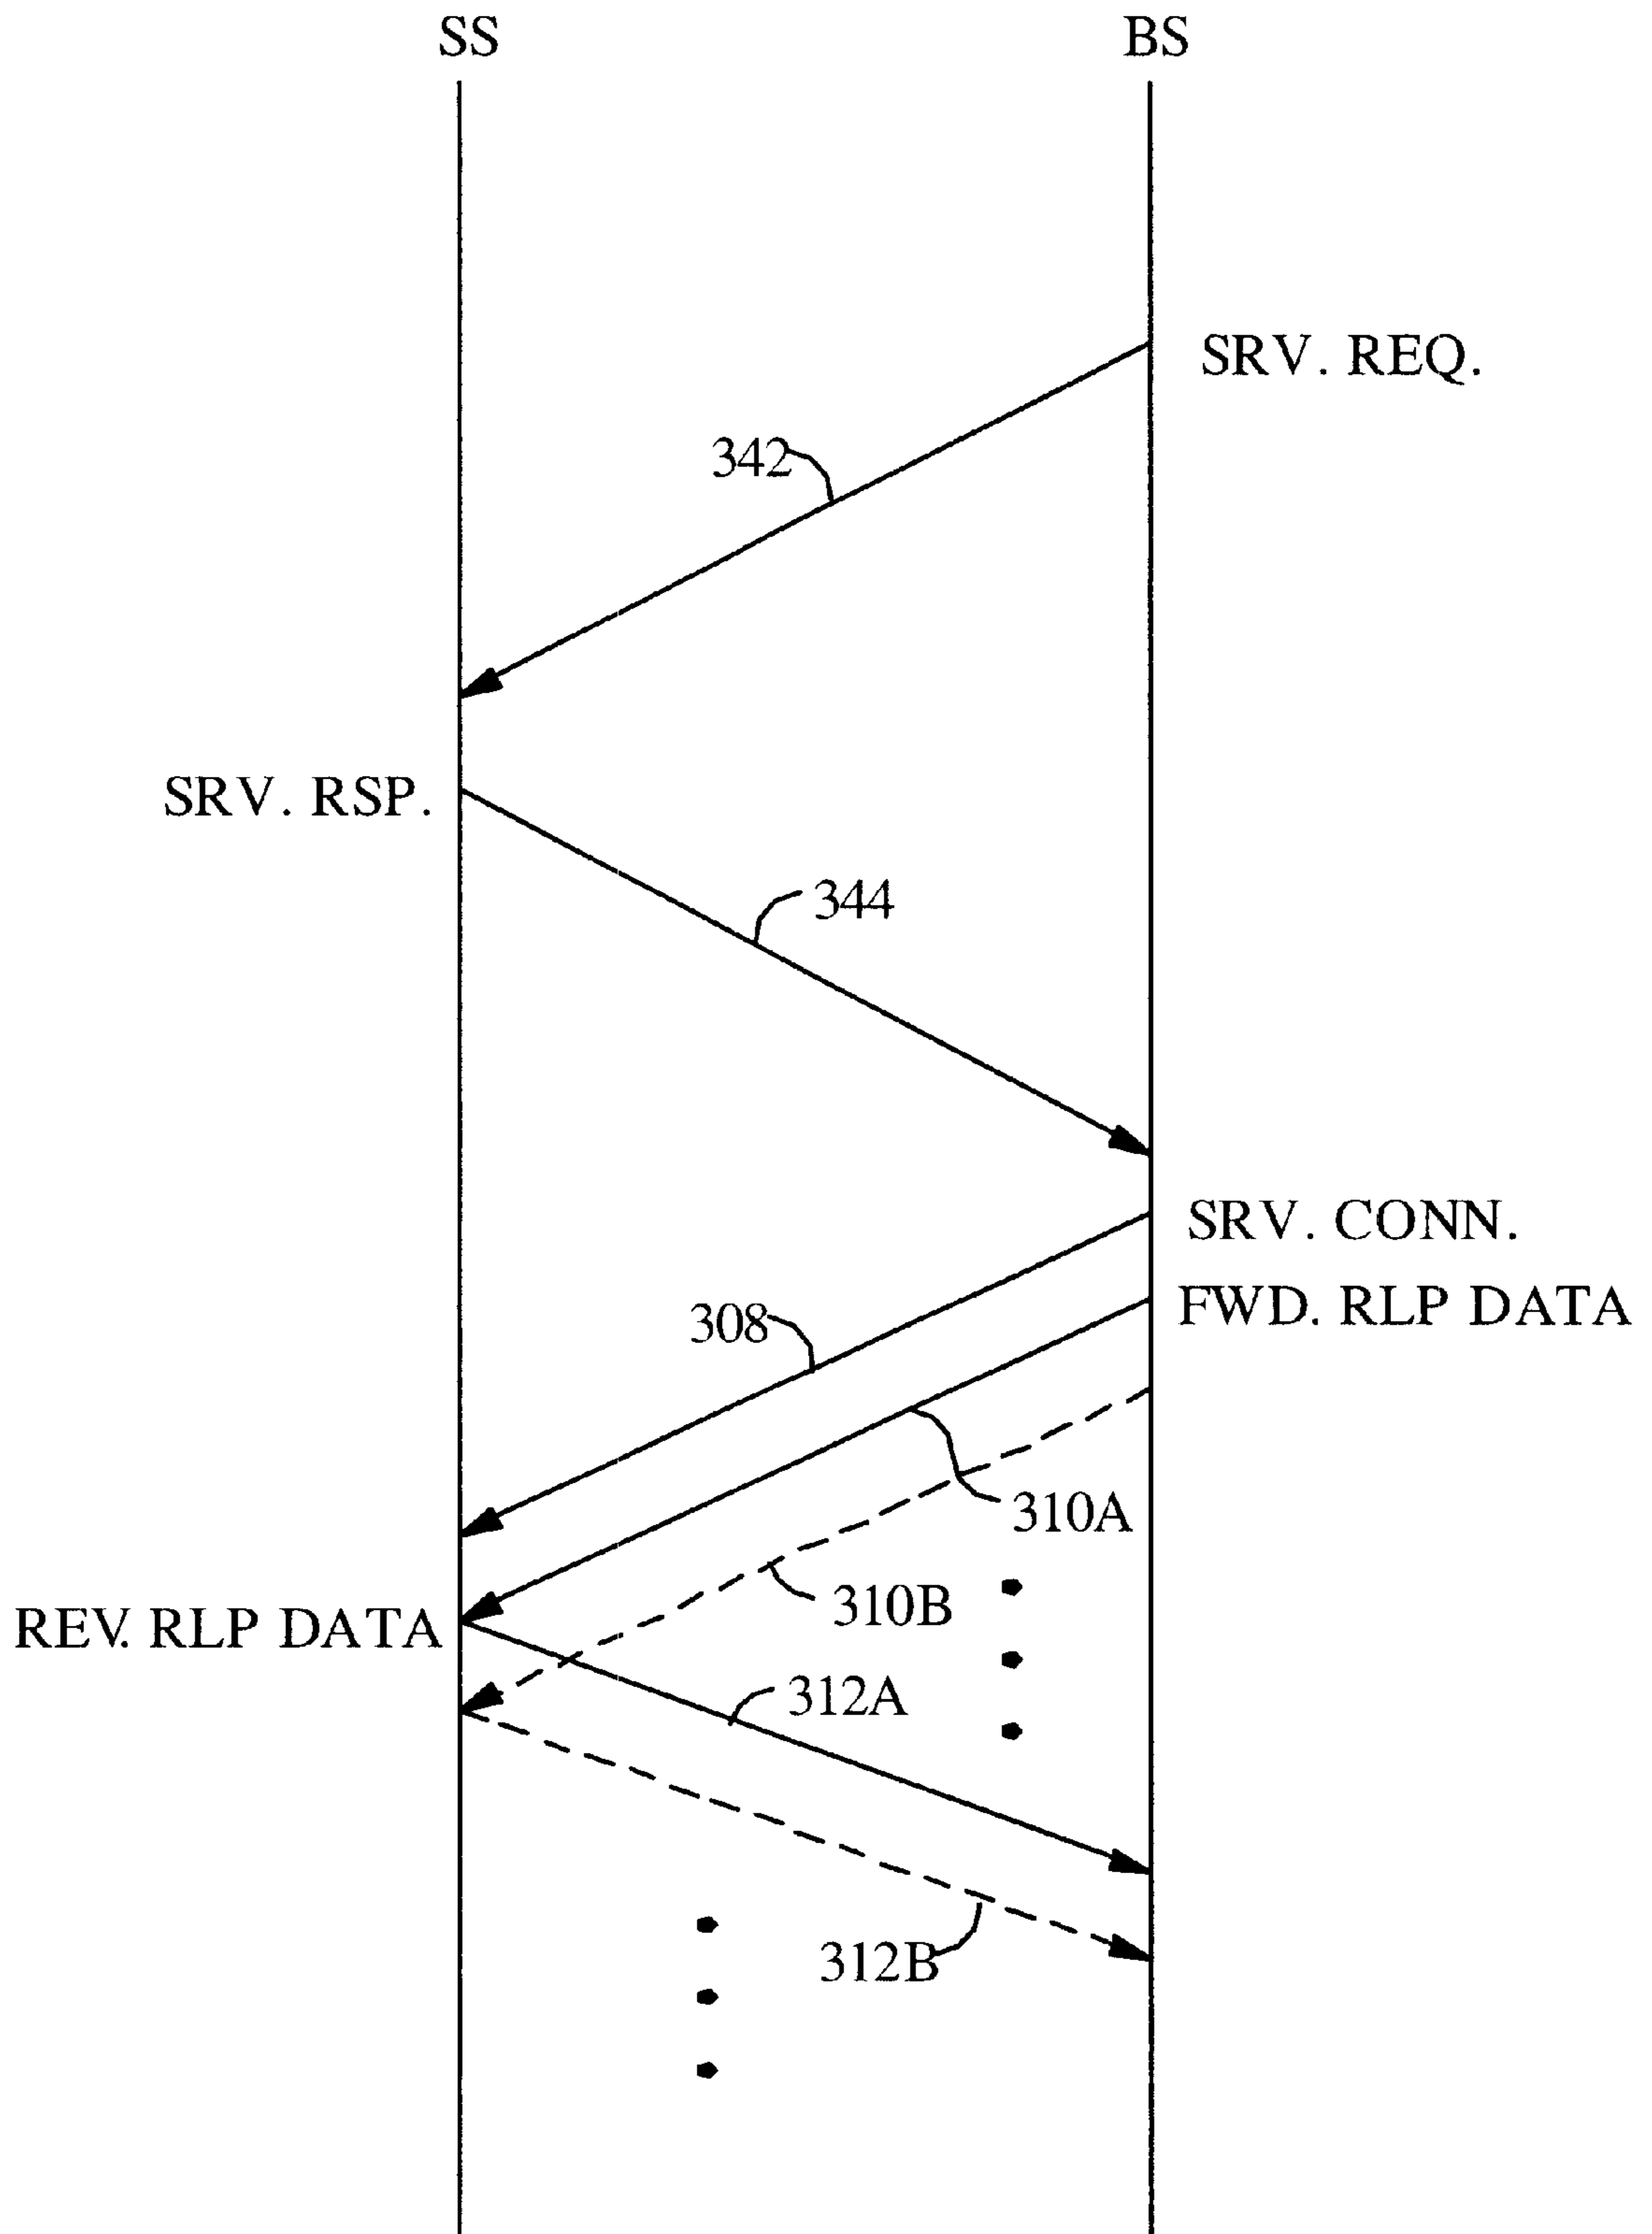 SS
BS
SRV. REQ.
342
SRV. RSP.
344
SRV. CONN.
FWD. RLP DATA
308
310A
310B
REV. RLP DATA
312A
312B